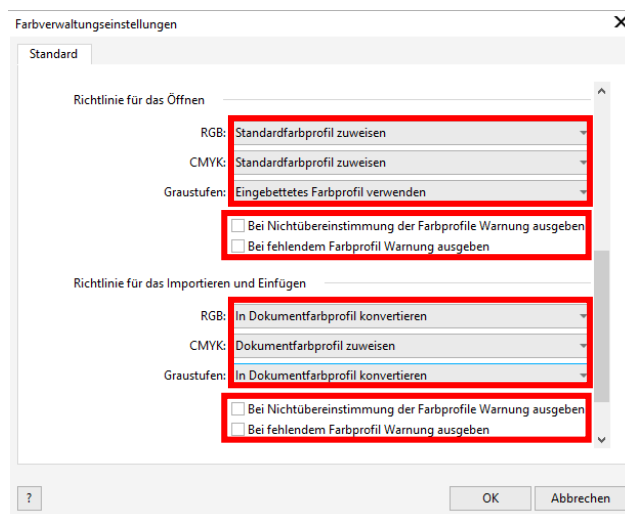 Farbverwaltungseinstellungen
Standard
Richtlinie für das Öffnen
RGB: Standardfarbprofil zuweisen
CMYK: Standardfarbprofil zuweisen
Graustufen: Eingebettetes Farbprofil verwenden
Bei Nichtübereinstimmung der Farbprofile Warnung ausgeben
Bei fehlendem Farbprofil Warnung ausgeben
Richtlinie für das Importieren und Einfügen
RGB: In Dokumentfarbprofil konvertieren
CMYK: Dokumentfarbprofil zuweisen
Graustufen: In Dokumentfarbprofil konvertieren
Bei Nichtübereinstimmung der Farbprofile Warnung ausgeben
Bei fehlendem Farbprofil Warnung ausgeben
? OK Abbrechen